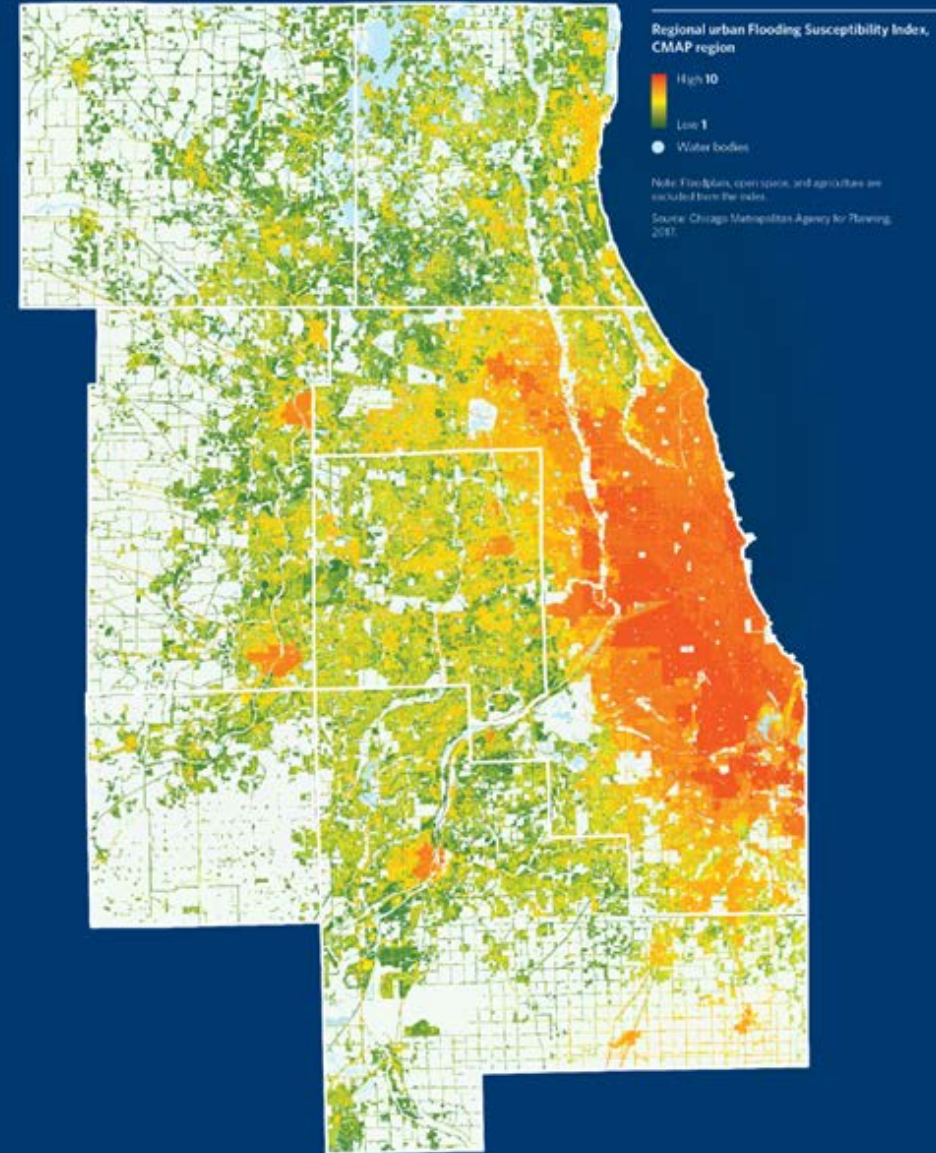 Regional urban Flooding Susceptibility Index,
CMAP region
High 10
Low 1
Water bodies
Note: Floodplain, open space, and agriculture are
excluded from the index.
Source: Chicago Metropolitan Agency for Planning,
2017.